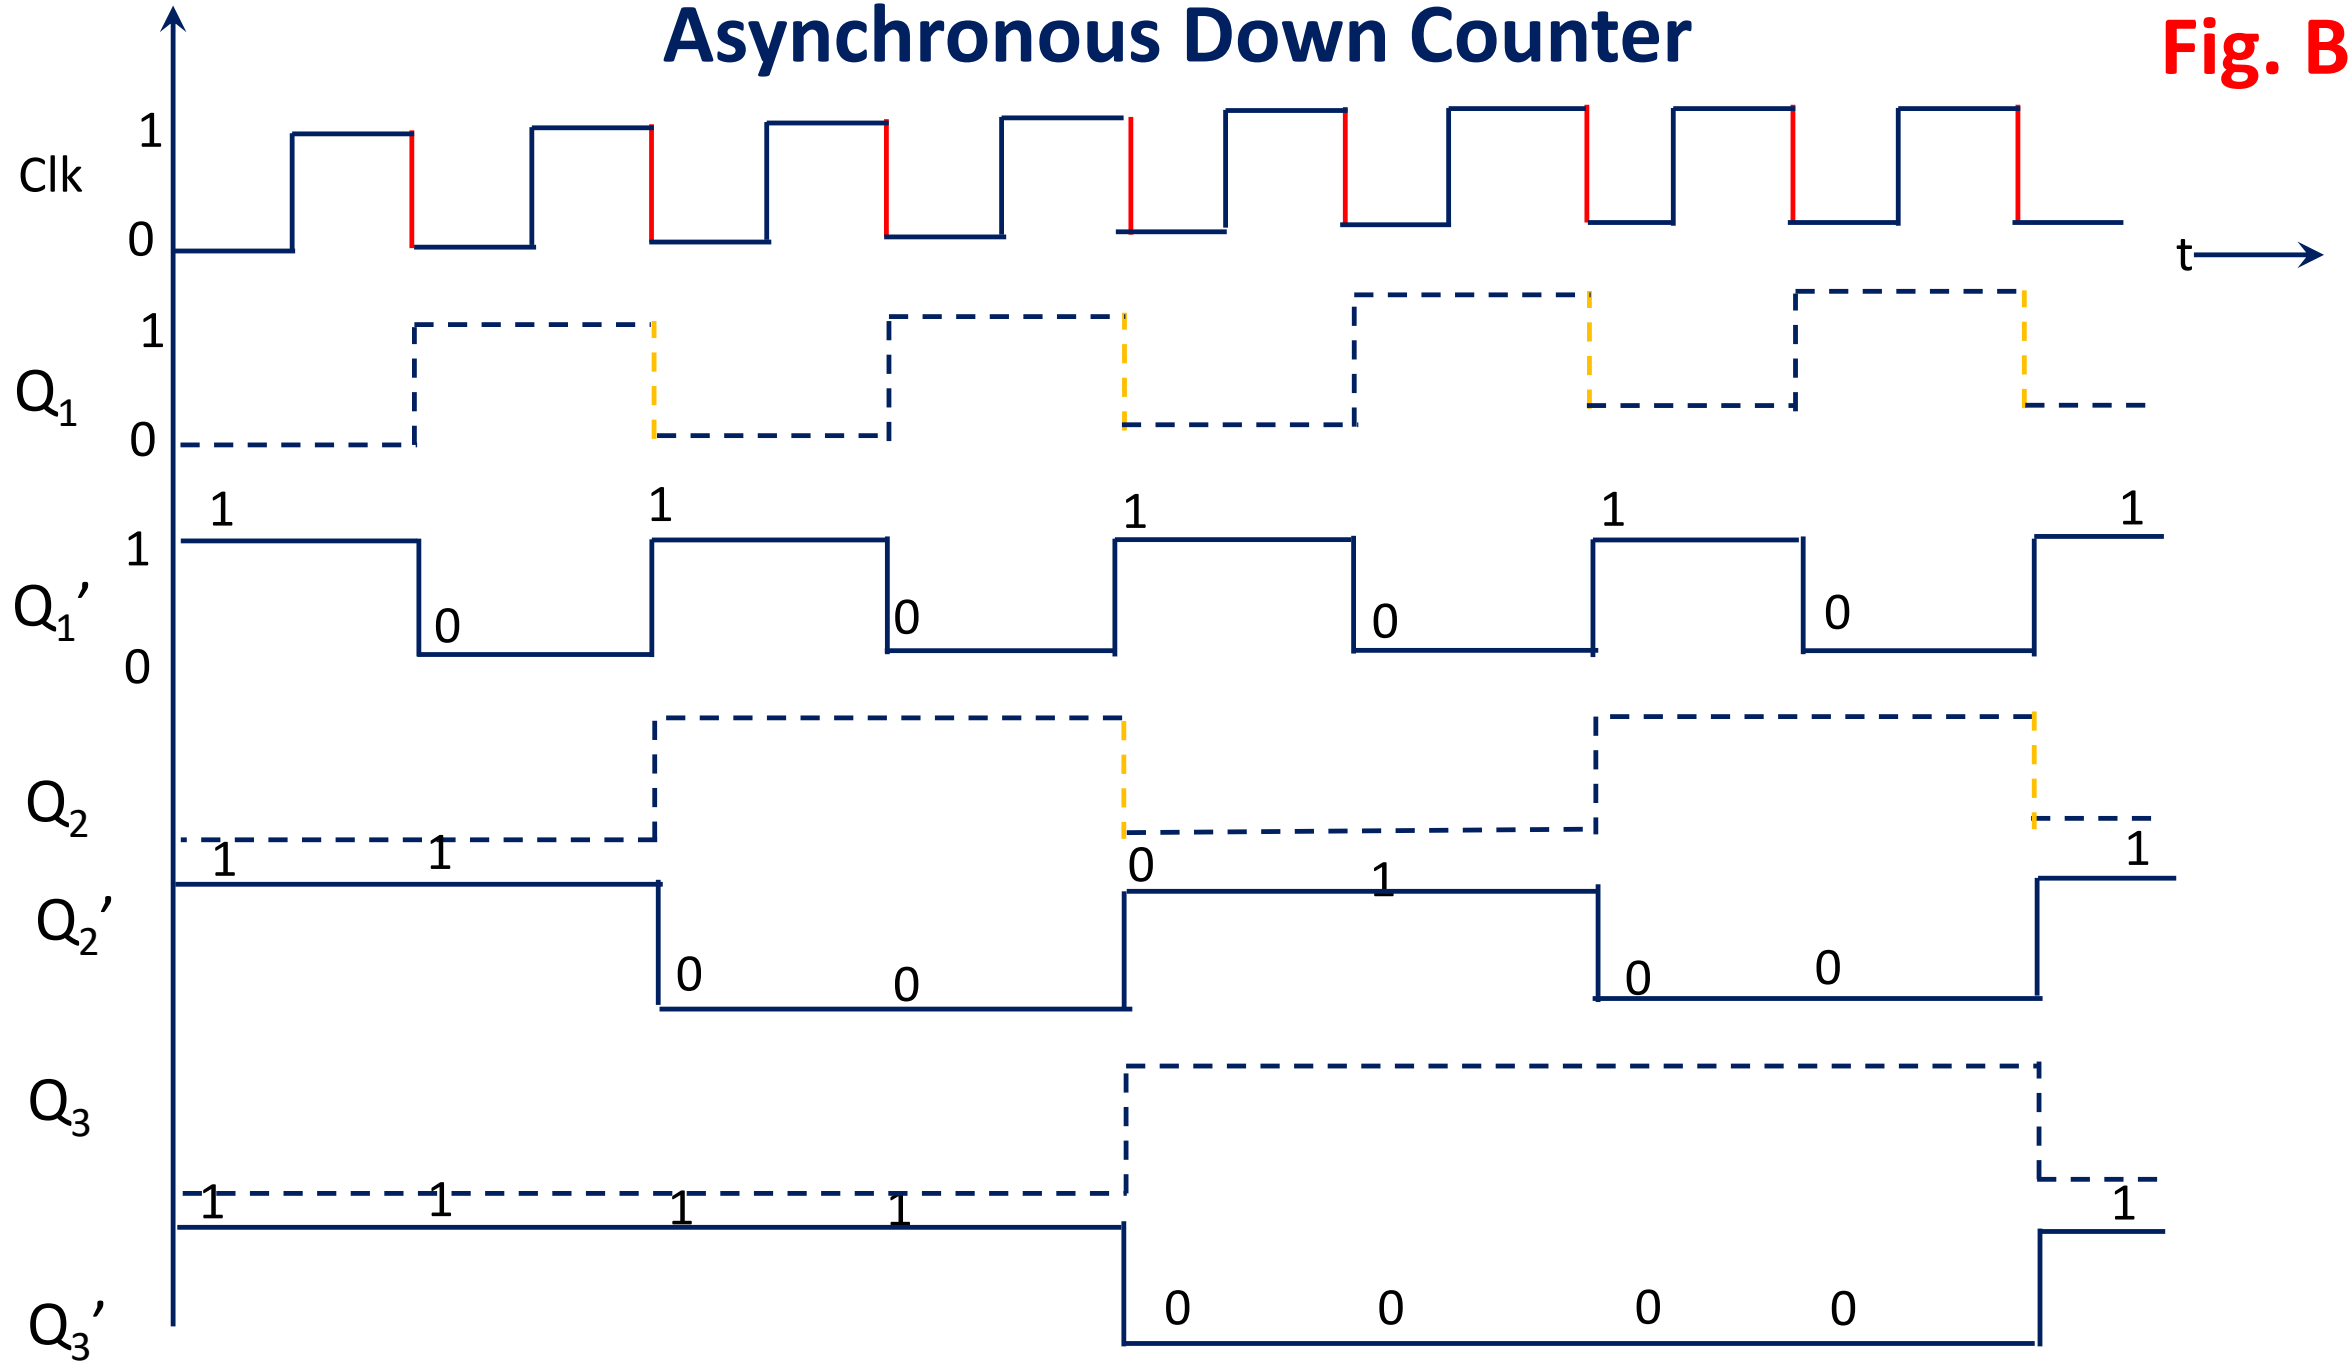 Asynchronous Down Counter
Fig. B
1
Clk
0
t
1
Q1
0
1 1 1 1 1
1
Q1’
0 0 0 0
0
Q2
1 1 0 1 1
Q2’
0 0 0 0
Q3
1 1 1 1 1
Q3’
0 0 0 0